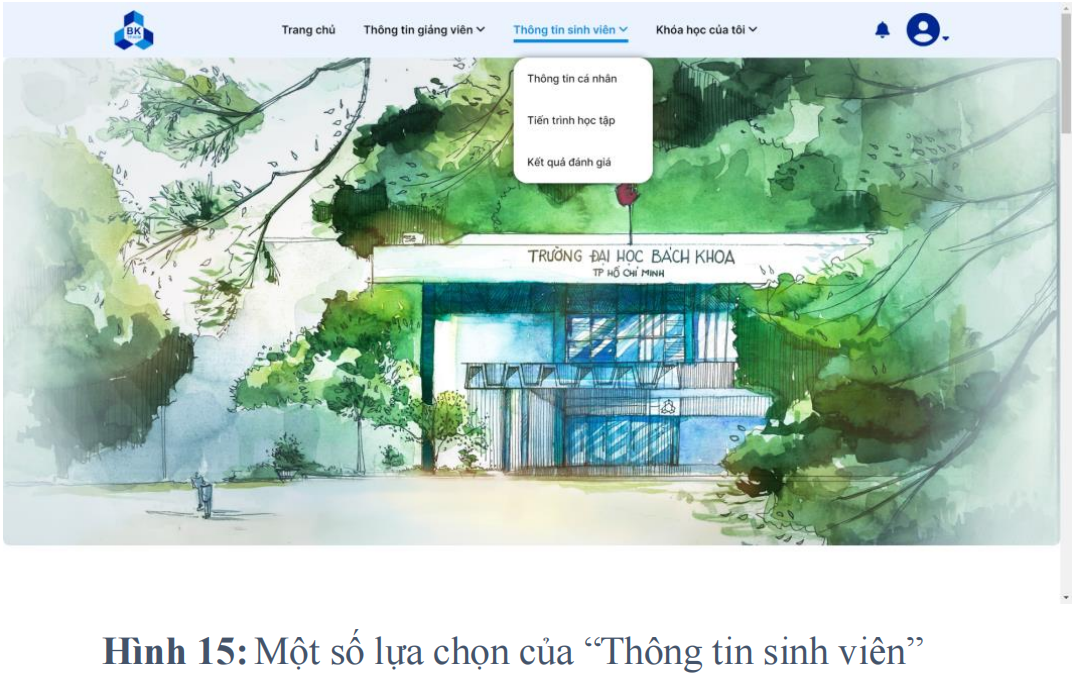 BK
TP.HCM
Trang chủ
Thông tin giảng viên
Thông tin sinh viên
Khóa học của tôi
Thông tin cá nhân
Tiến trình học tập
Kết quả đánh giá
TRƯỜNG ĐẠI HỌC BÁCH KHOA
TP HỒ CHÍ MINH
Hình 15: Một số lựa chọn của “Thông tin sinh viên”